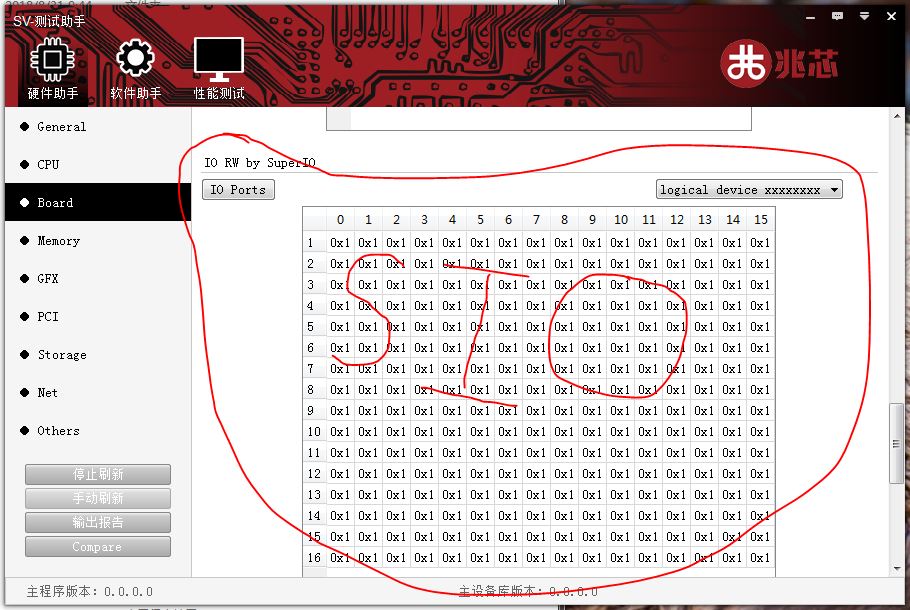 SV-测试助手
硬件助手 软件助手 性能测试 兆芯
General
CPU
Board
Memory
GFX
PCI
Storage
Net
Others
停止刷新
手动刷新
输出报告
Compare
IO RW by SuperIO
IO Ports logical device xxxxxxxx
0 1 2 3 4 5 6 7 8 9 10 11 12 13 14 15
1 0x1 0x1 0x1 0x1 0x1 0x1 0x1 0x1 0x1 0x1 0x1 0x1 0x1 0x1 0x1 0x1
2 0x1 0x1 0x1 0x1 0x1 0x1 0x1 0x1 0x1 0x1 0x1 0x1 0x1 0x1 0x1 0x1
3 0x1 0x1 0x1 0x1 0x1 0x1 0x1 0x1 0x1 0x1 0x1 0x1 0x1 0x1 0x1 0x1
4 0x1 0x1 0x1 0x1 0x1 0x1 0x1 0x1 0x1 0x1 0x1 0x1 0x1 0x1 0x1 0x1
5 0x1 0x1 0x1 0x1 0x1 0x1 0x1 0x1 0x1 0x1 0x1 0x1 0x1 0x1 0x1 0x1
6 0x1 0x1 0x1 0x1 0x1 0x1 0x1 0x1 0x1 0x1 0x1 0x1 0x1 0x1 0x1 0x1
7 0x1 0x1 0x1 0x1 0x1 0x1 0x1 0x1 0x1 0x1 0x1 0x1 0x1 0x1 0x1 0x1
8 0x1 0x1 0x1 0x1 0x1 0x1 0x1 0x1 0x1 0x1 0x1 0x1 0x1 0x1 0x1 0x1
9 0x1 0x1 0x1 0x1 0x1 0x1 0x1 0x1 0x1 0x1 0x1 0x1 0x1 0x1 0x1 0x1
10 0x1 0x1 0x1 0x1 0x1 0x1 0x1 0x1 0x1 0x1 0x1 0x1 0x1 0x1 0x1 0x1
11 0x1 0x1 0x1 0x1 0x1 0x1 0x1 0x1 0x1 0x1 0x1 0x1 0x1 0x1 0x1 0x1
12 0x1 0x1 0x1 0x1 0x1 0x1 0x1 0x1 0x1 0x1 0x1 0x1 0x1 0x1 0x1 0x1
13 0x1 0x1 0x1 0x1 0x1 0x1 0x1 0x1 0x1 0x1 0x1 0x1 0x1 0x1 0x1 0x1
14 0x1 0x1 0x1 0x1 0x1 0x1 0x1 0x1 0x1 0x1 0x1 0x1 0x1 0x1 0x1 0x1
15 0x1 0x1 0x1 0x1 0x1 0x1 0x1 0x1 0x1 0x1 0x1 0x1 0x1 0x1 0x1 0x1
16 0x1 0x1 0x1 0x1 0x1 0x1 0x1 0x1 0x1 0x1 0x1 0x1 0x1 0x1 0x1 0x1
SIO
主程序版本: 0.0.0.0 主设备库版本: 0.0.0.0